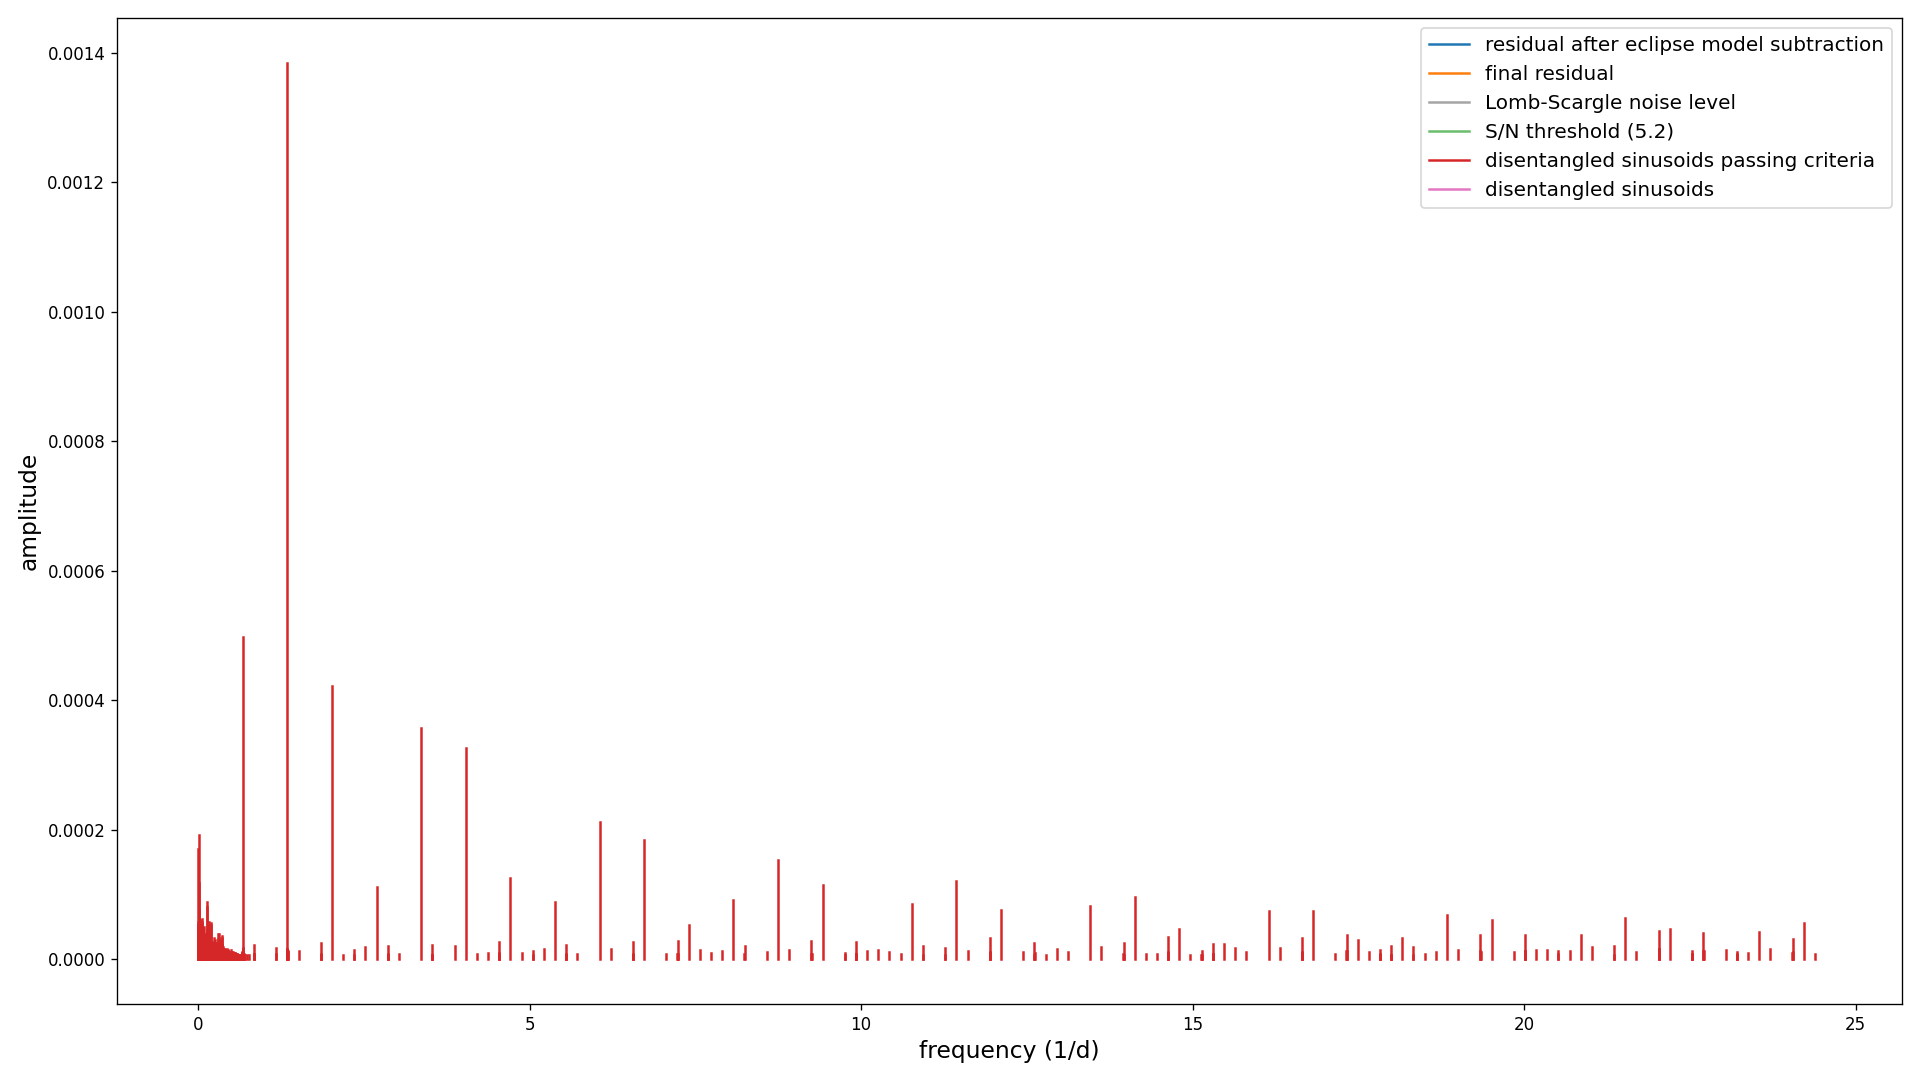 residual after eclipse model subtraction
final residual
Lomb-Scargle noise level
S/N threshold (5.2)
disentangled sinusoids passing criteria
disentangled sinusoids
0.0014
0.0012
0.0010
0.0008
0.0006
0.0004
0.0002
0.0000
amplitude
0 5 10 15 20 25
frequency (1/d)